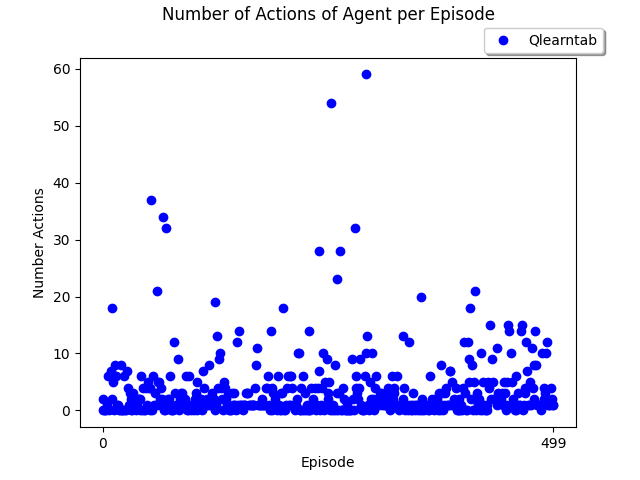 Number of Actions of Agent per Episode
Qlearntab
60
50
40
30
20
10
0
Number Actions
0
499
Episode